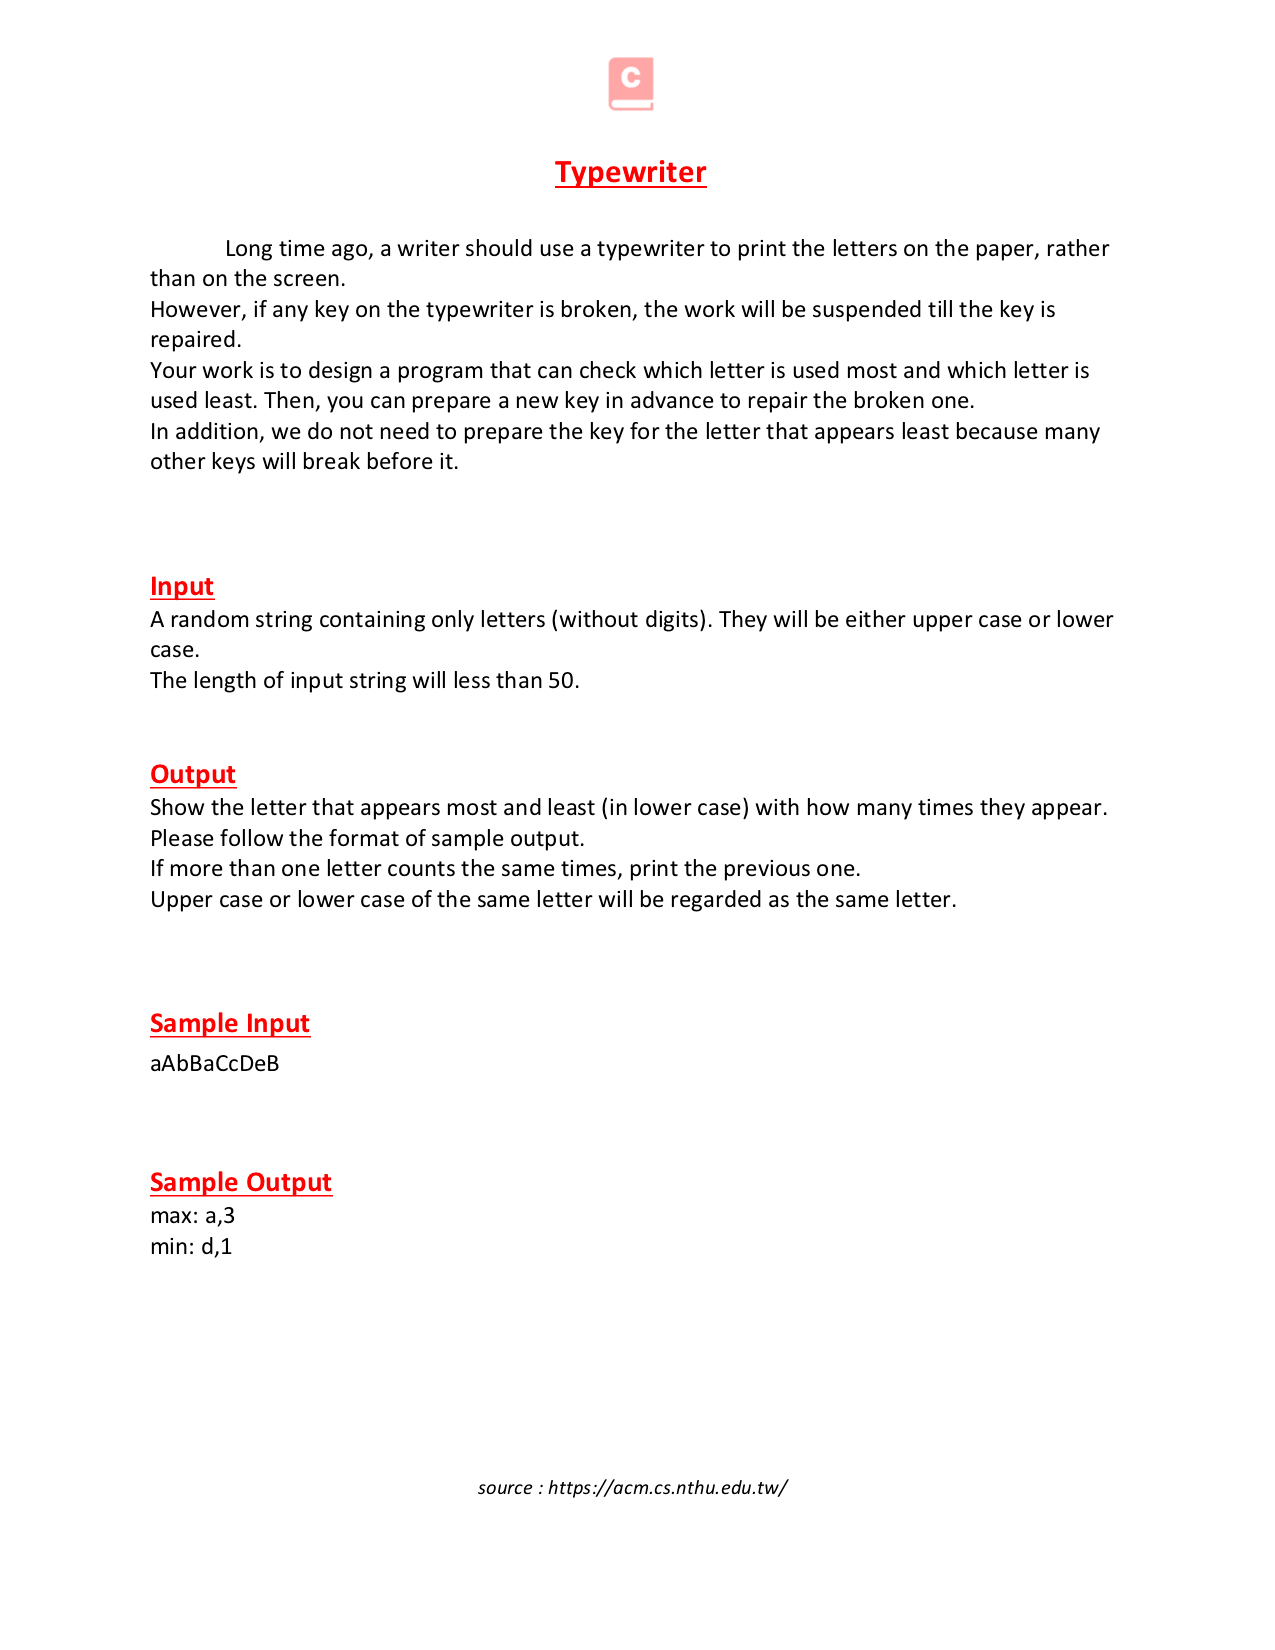 C
Typewriter
Long time ago, a writer should use a typewriter to print the letters on the paper, rather
than on the screen.
However, if any key on the typewriter is broken, the work will be suspended till the key is
repaired.
Your work is to design a program that can check which letter is used most and which letter is
used least. Then, you can prepare a new key in advance to repair the broken one.
In addition, we do not need to prepare the key for the letter that appears least because many
other keys will break before it.
Input
A random string containing only letters (without digits). They will be either upper case or lower
case.
The length of input string will less than 50.
Output
Show the letter that appears most and least (in lower case) with how many times they appear.
Please follow the format of sample output.
If more than one letter counts the same times, print the previous one.
Upper case or lower case of the same letter will be regarded as the same letter.
Sample Input
aAbBaCcDeB
Sample Output
max: a,3
min: d,1
source : https://acm.cs.nthu.edu.tw/